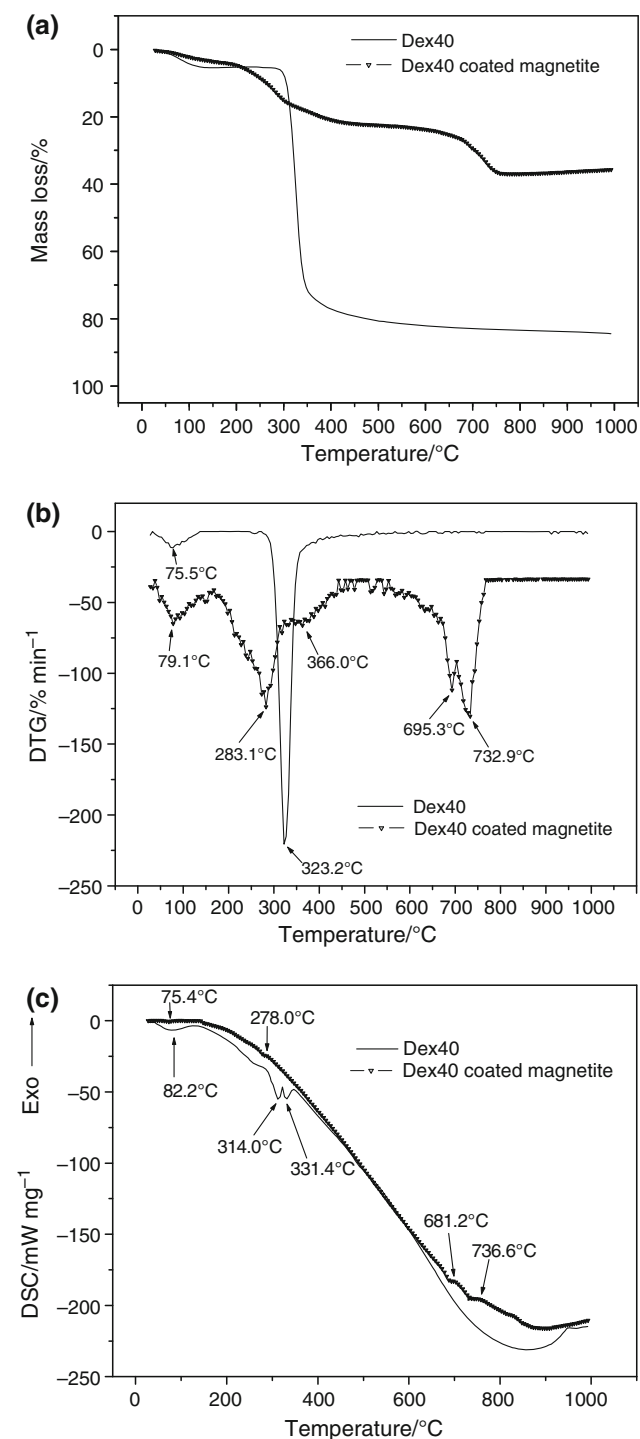 (a)
Dex40
Dex40 coated magnetite
0
20
40
60
80
100
Mass loss/%
0 100 200 300 400 500 600 700 800 900 1000
Temperature/°C
(b)
0
−50
−100
−150
−200
−250
DTG/% min⁻¹
75.5°C
79.1°C
366.0°C
283.1°C
695.3°C
732.9°C
323.2°C
Dex40
Dex40 coated magnetite
0 100 200 300 400 500 600 700 800 900 1000
Temperature/°C
(c)
Exo
0
−50
−100
−150
−200
−250
DSC/mW mg⁻¹
75.4°C
278.0°C
82.2°C
Dex40
Dex40 coated magnetite
314.0°C
331.4°C
681.2°C
736.6°C
0 200 400 600 800 1000
Temperature/°C